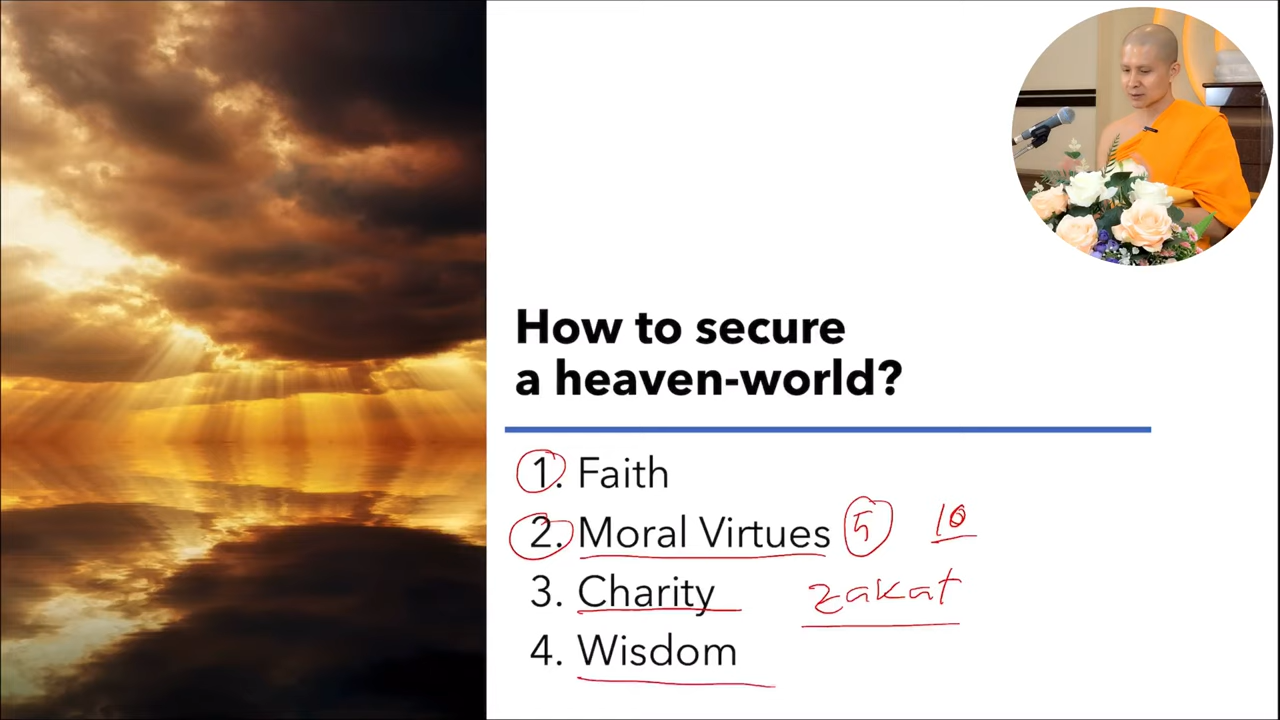 How to secure
a heaven-world?
1. Faith
2. Moral Virtues 5 10
3. Charity zakat
4. Wisdom